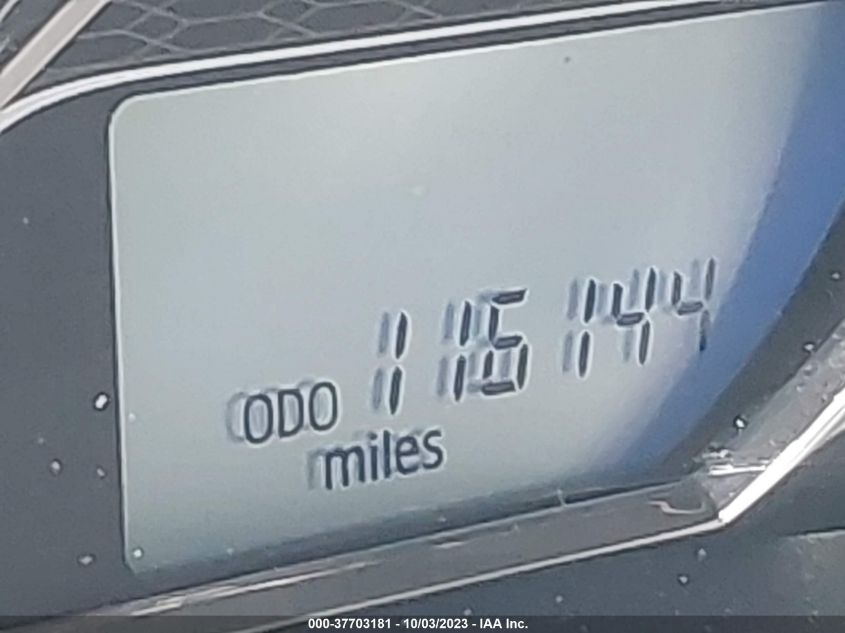 116144
ODO
miles
000-37703181 - 10/03/2023 - IAA Inc.